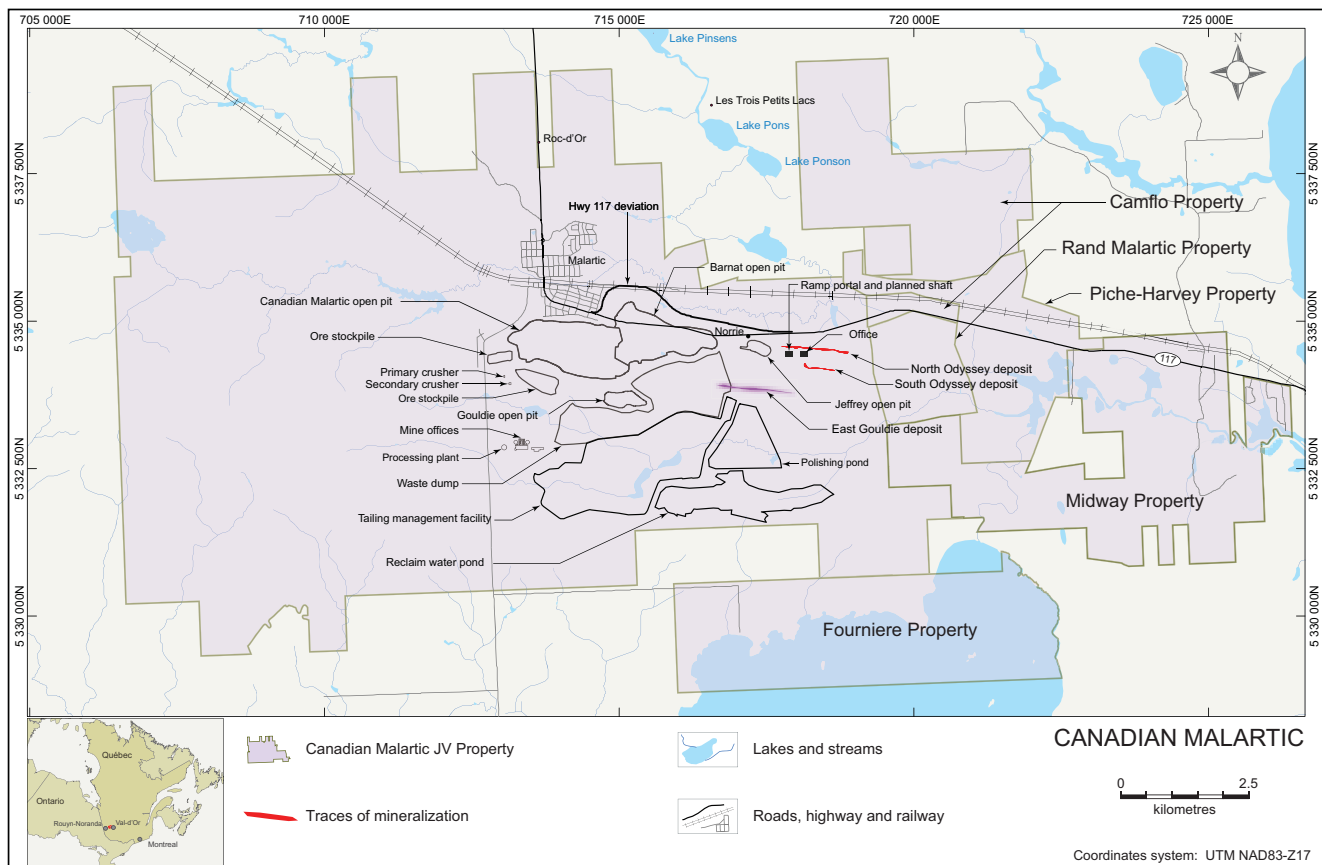 705 000E
710 000E
715 000E
720 000E
725 000E
Lake Pinsens
Les Trois Petits Lacs
Lake Pons
Roc-d'Or
Lake Ponson
5 337 500N
5 337 500N
Camflo Property
Hwy 117 deviation
Rand Malartic Property
Malartic
Barnat open pit
Ramp portal and planned shaft
Piche-Harvey Property
Canadian Malartic open pit
5 335 000N
5 335 000N
Ore stockpile
Norrie
Office
117
North Odyssey deposit
Primary crusher
Secondary crusher
South Odyssey deposit
Ore stockpile
Jeffrey open pit
Gouldie open pit
East Gouldie deposit
Mine offices
Processing plant
Polishing pond
5 332 500N
5 332 500N
Waste dump
Midway Property
Tailing management facility
Reclaim water pond
5 330 000N
5 330 000N
Fourniere Property
Québec
Ontario
Rouyn-Noranda
Val-d'Or
Montreal
Canadian Malartic JV Property
Traces of mineralization
Lakes and streams
Roads, highway and railway
CANADIAN MALARTIC
0
2.5
kilometres
Coordinates system: UTM NAD83-Z17